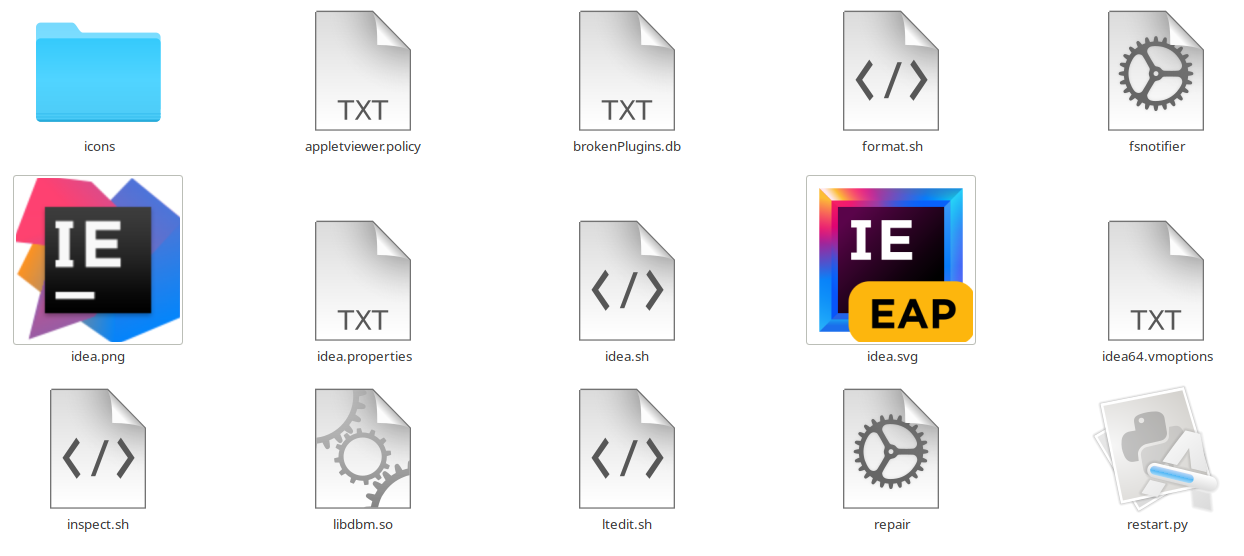 TXT
TXT
</>
icons
appletviewer.policy
brokenPlugins.db
format.sh
fsnotifier
IE
IE
EAP
TXT
</>
TXT
idea.png
idea.properties
idea.sh
idea.svg
idea64.vmoptions
</>
</>
inspect.sh
libdbm.so
ltedit.sh
repair
restart.py